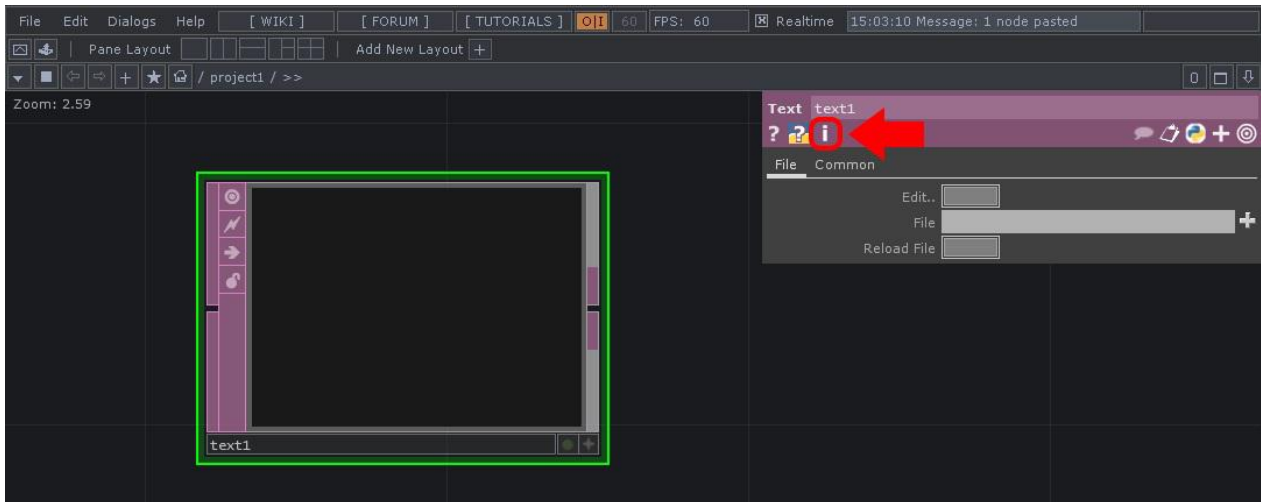 File Edit Dialogs Help [ WIKI ] [ FORUM ] [ TUTORIALS ] O|I 60 FPS: 60 Realtime 15:03:10 Message: 1 node pasted
Pane Layout | Add New Layout +
/ project1 / >> 0
Zoom: 2.59
Text text1
? ? i
File Common
Edit..
File
Reload File
text1